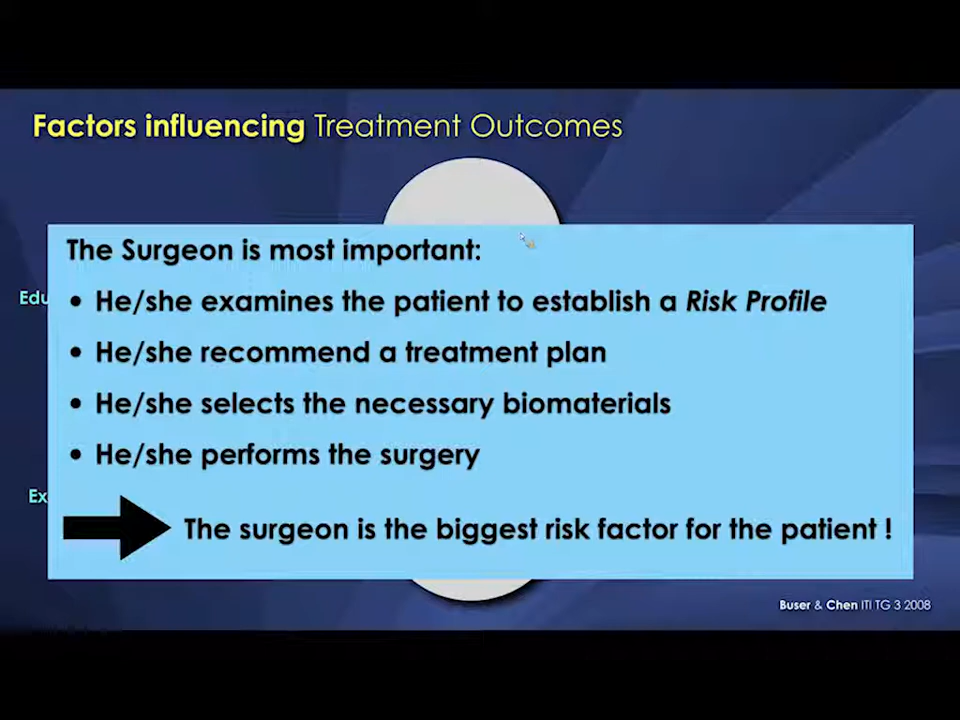 Factors influencing Treatment Outcomes
The Surgeon is most important:
• He/she examines the patient to establish a Risk Profile
• He/she recommend a treatment plan
• He/she selects the necessary biomaterials
• He/she performs the surgery
The surgeon is the biggest risk factor for the patient !
Buser & Chen ITI TG 3 2008